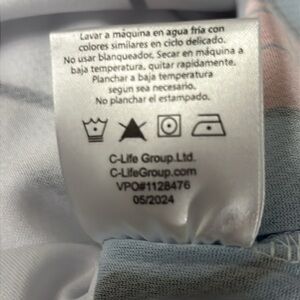 Lavar a máquina en agua fría con
colores similares en ciclo delicado.
No usar blanqueador. Secar en máquina a
baja temperatura, quitar rapidamente.
Planchar a baja temperatura
segun sea necesario.
No planchar el estampado.
C-Life Group.Ltd.
C-LifeGroup.com
VPO#1128476
05/2024